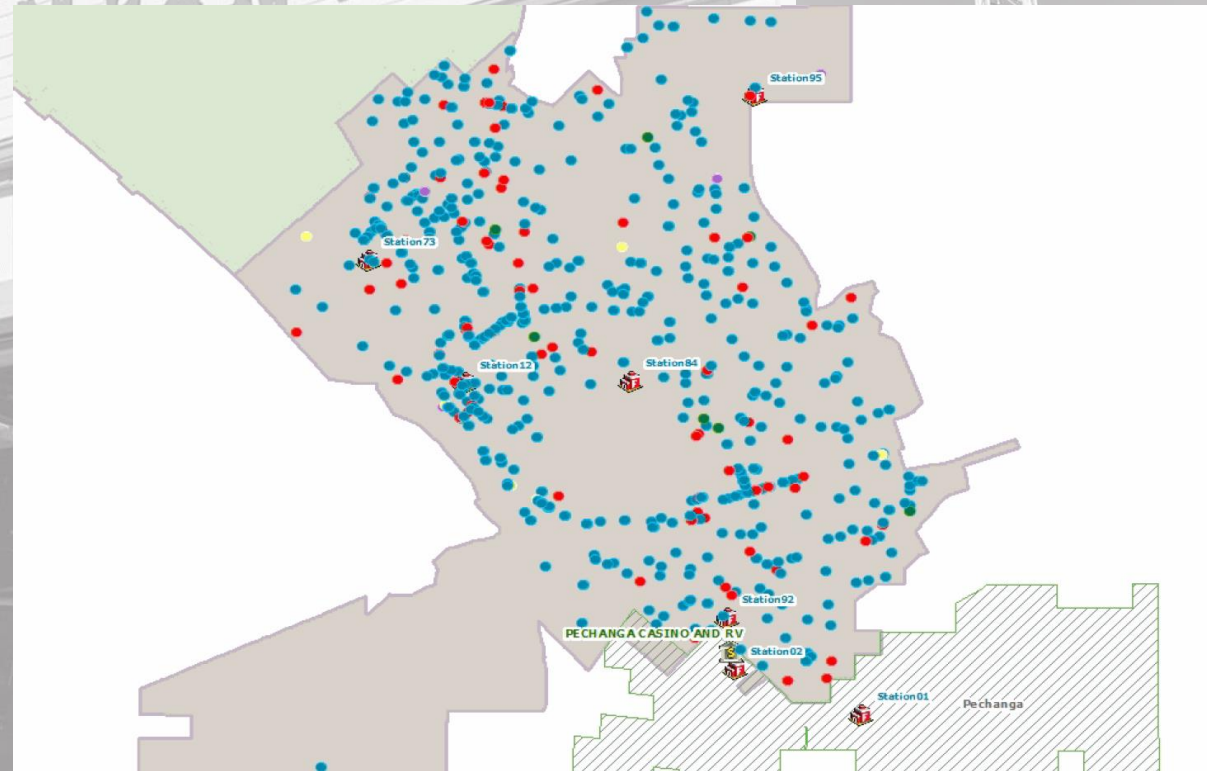 Station95
Station73
Station12
Station84
Station92
PECHANGA CASINO AND RV
Station02
Station01
Pechanga